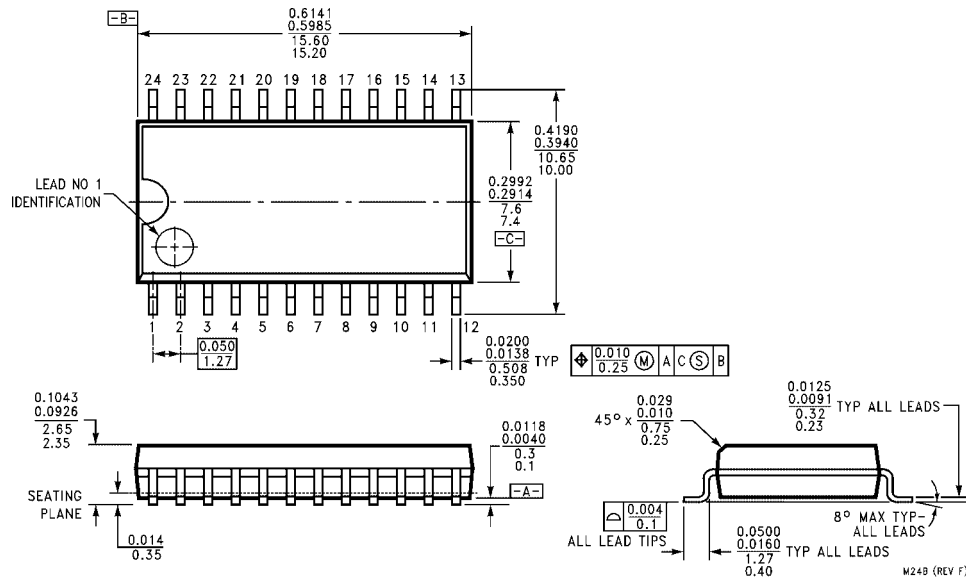 -B-
0.6141
0.5985
15.60
15.20
24 23 22 21 20 19 18 17 16 15 14 13
LEAD NO 1
IDENTIFICATION
0.4190
0.3940
10.65
10.00
0.2992
0.2914
7.6
7.4
-C-
1 2 3 4 5 6 7 8 9 10 11 12
0.050
1.27
0.0200
0.0138
0.508
0.350
TYP
⌖ 0.010 0.25 Ⓜ A C Ⓢ B
0.1043
0.0926
2.65
2.35
SEATING
PLANE
0.014
0.35
0.0118
0.0040
0.3
0.1
-A-
45° x
0.029
0.010
0.75
0.25
0.0125
0.0091
0.32
0.23
TYP ALL LEADS
0.004
0.1
ALL LEAD TIPS
0.0500
0.0160
1.27
0.40
TYP ALL LEADS
8° MAX TYP-
ALL LEADS
M24B (REV F)